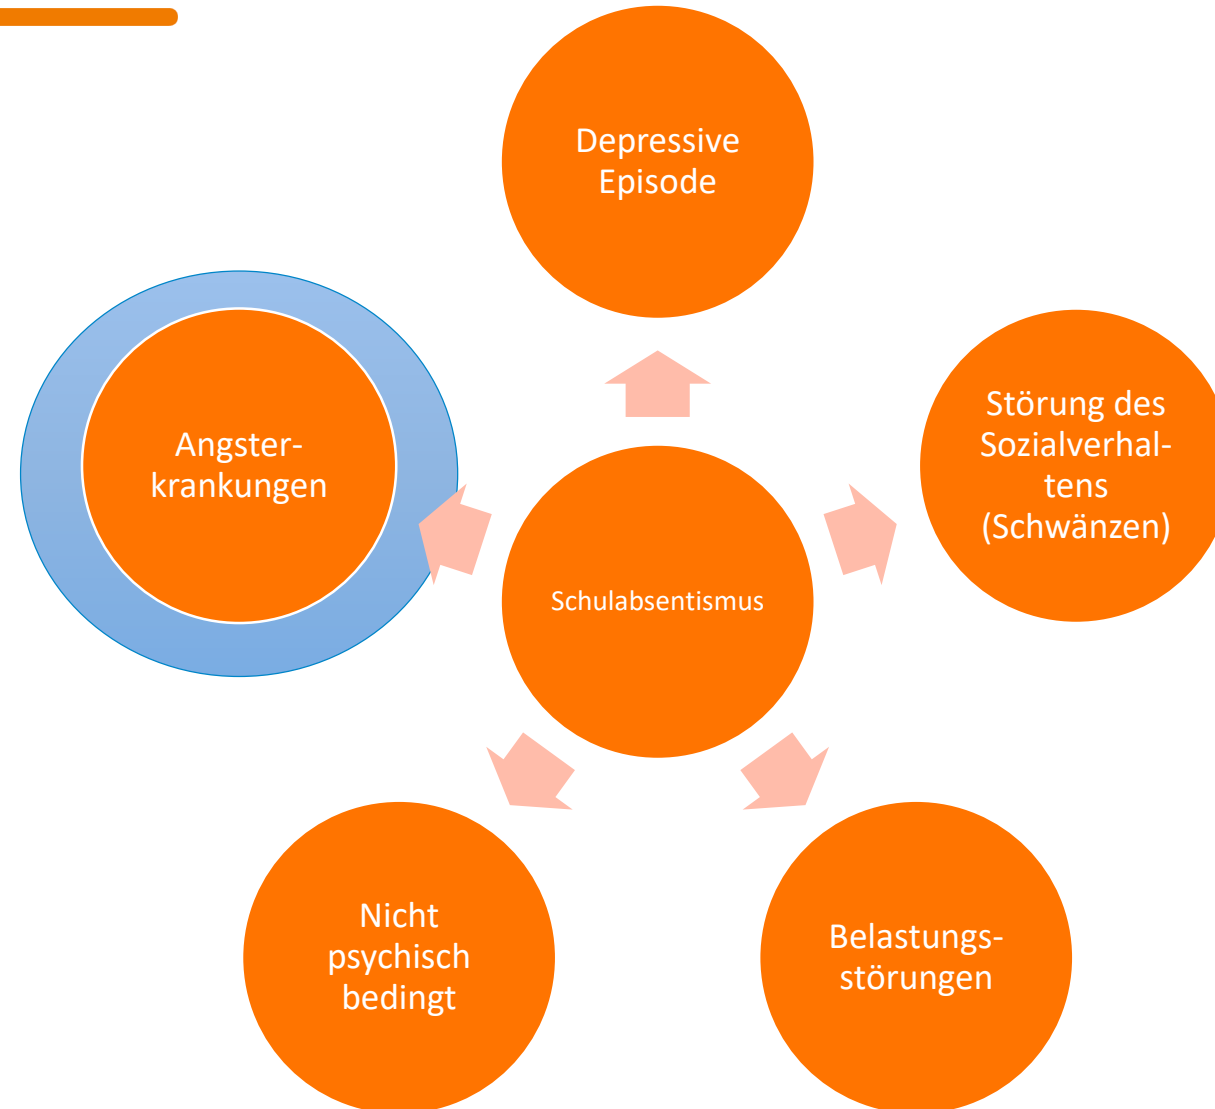 Depressive
Episode
Angster-
krankungen
Störung des
Sozialverhal-
tens
(Schwänzen)
Schulabsentismus
Nicht
psychisch
bedingt
Belastungs-
störungen